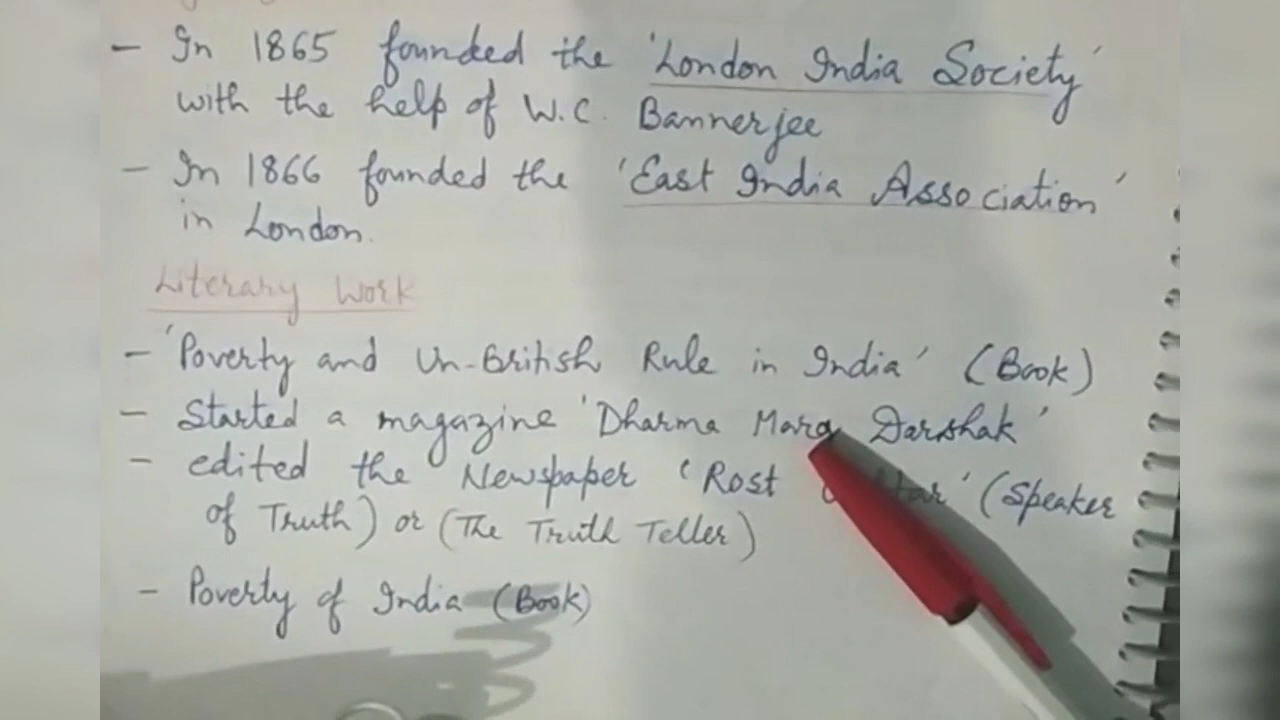 - In 1865 founded the 'London India Society'
with the help of W.C. Bannerjee
- In 1866 founded the 'East India Association'
in London.
Literary Work
- 'Poverty and Un-British Rule in India' (Book)
- Started a magazine 'Dharma Marg Darshak'
- edited the Newspaper 'Rost (Speaker
of Truth) or (The Truth Teller)
- Poverty of India (Book)